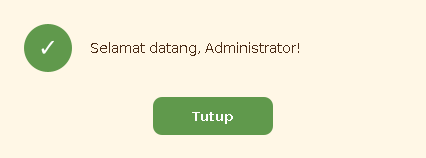 ✓ Selamat datang, Administrator!
Tutup